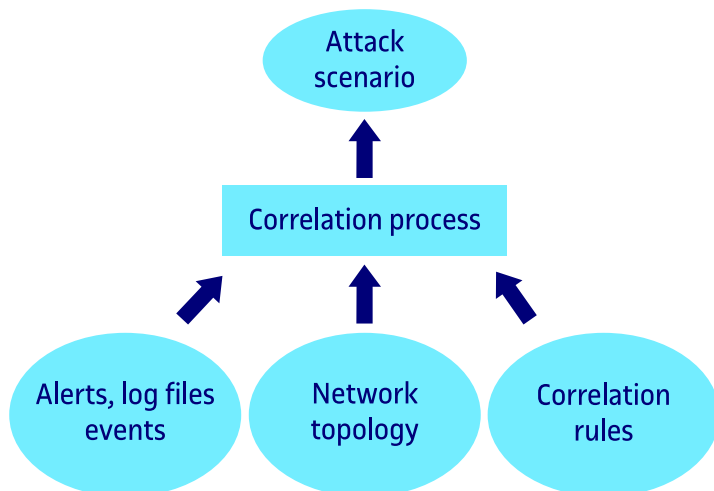 Attack
scenario
Correlation process
Alerts, log files
events
Network
topology
Correlation
rules